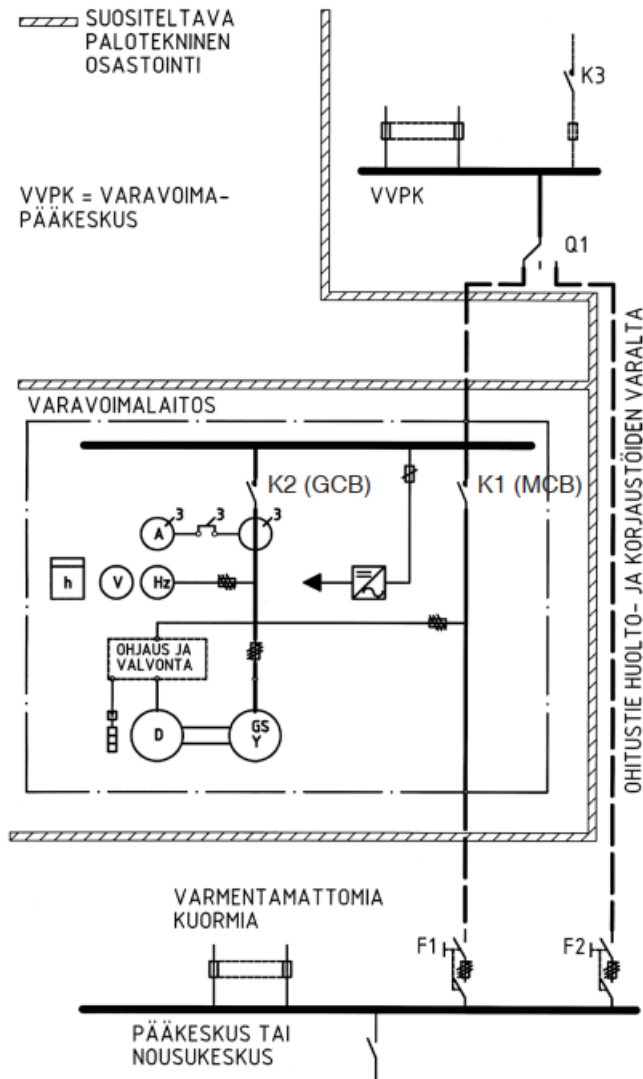 SUOSITELTAVA
PALOTEKNINEN
OSASTOINTI
K3
VVPK = VARAVOIMA-
PÄÄKESKUS
VVPK
Q1
OHITUSTIE HUOLTO- JA KORJAUSTÖIDEN VARALTA
VARAVOIMALAITOS
K2 (GCB)
K1 (MCB)
A
3
3
3
h
V
Hz
OHJAUS JA
VALVONTA
D
GS
Y
VARMENTAMATTOMIA
KUORMIA
F1
F2
PÄÄKESKUS TAI
NOUSUKESKUS